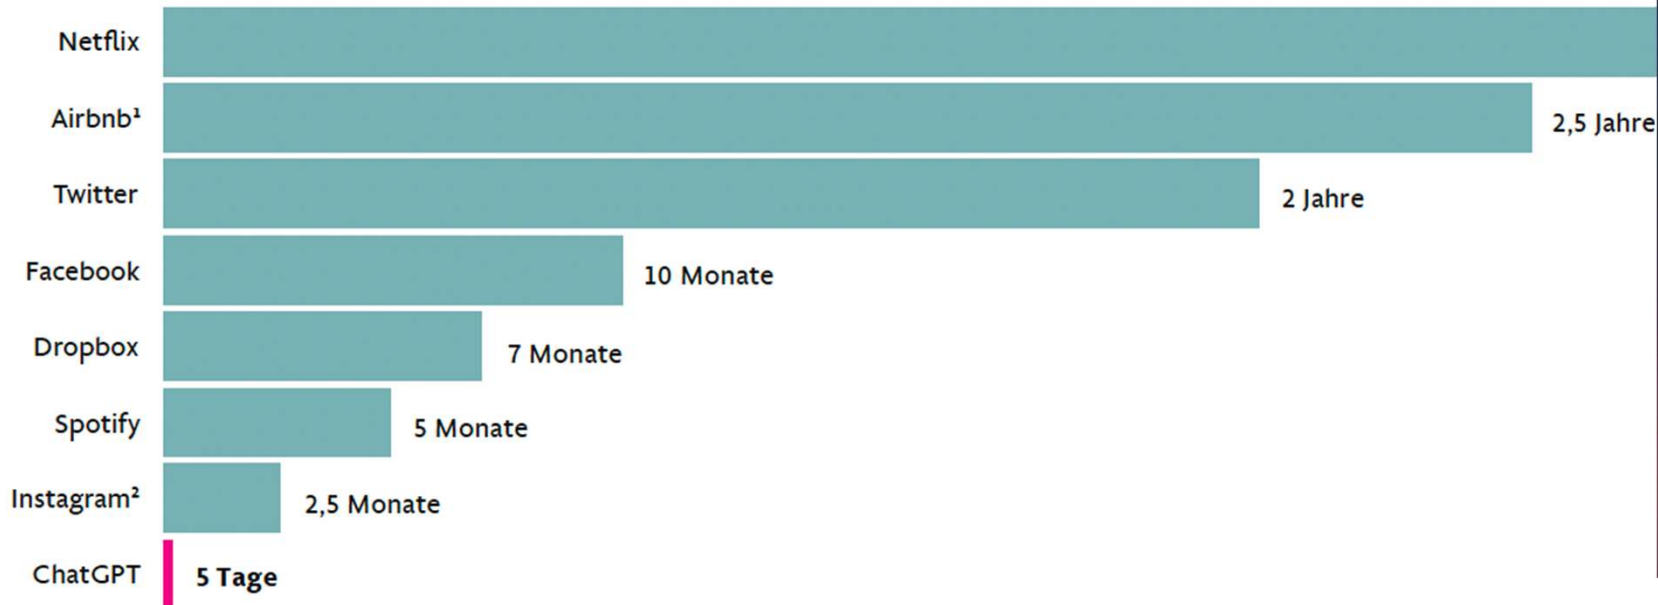 Netflix
Airbnb¹ 2,5 Jahre
Twitter 2 Jahre
Facebook 10 Monate
Dropbox 7 Monate
Spotify 5 Monate
Instagram² 2,5 Monate
ChatGPT 5 Tage